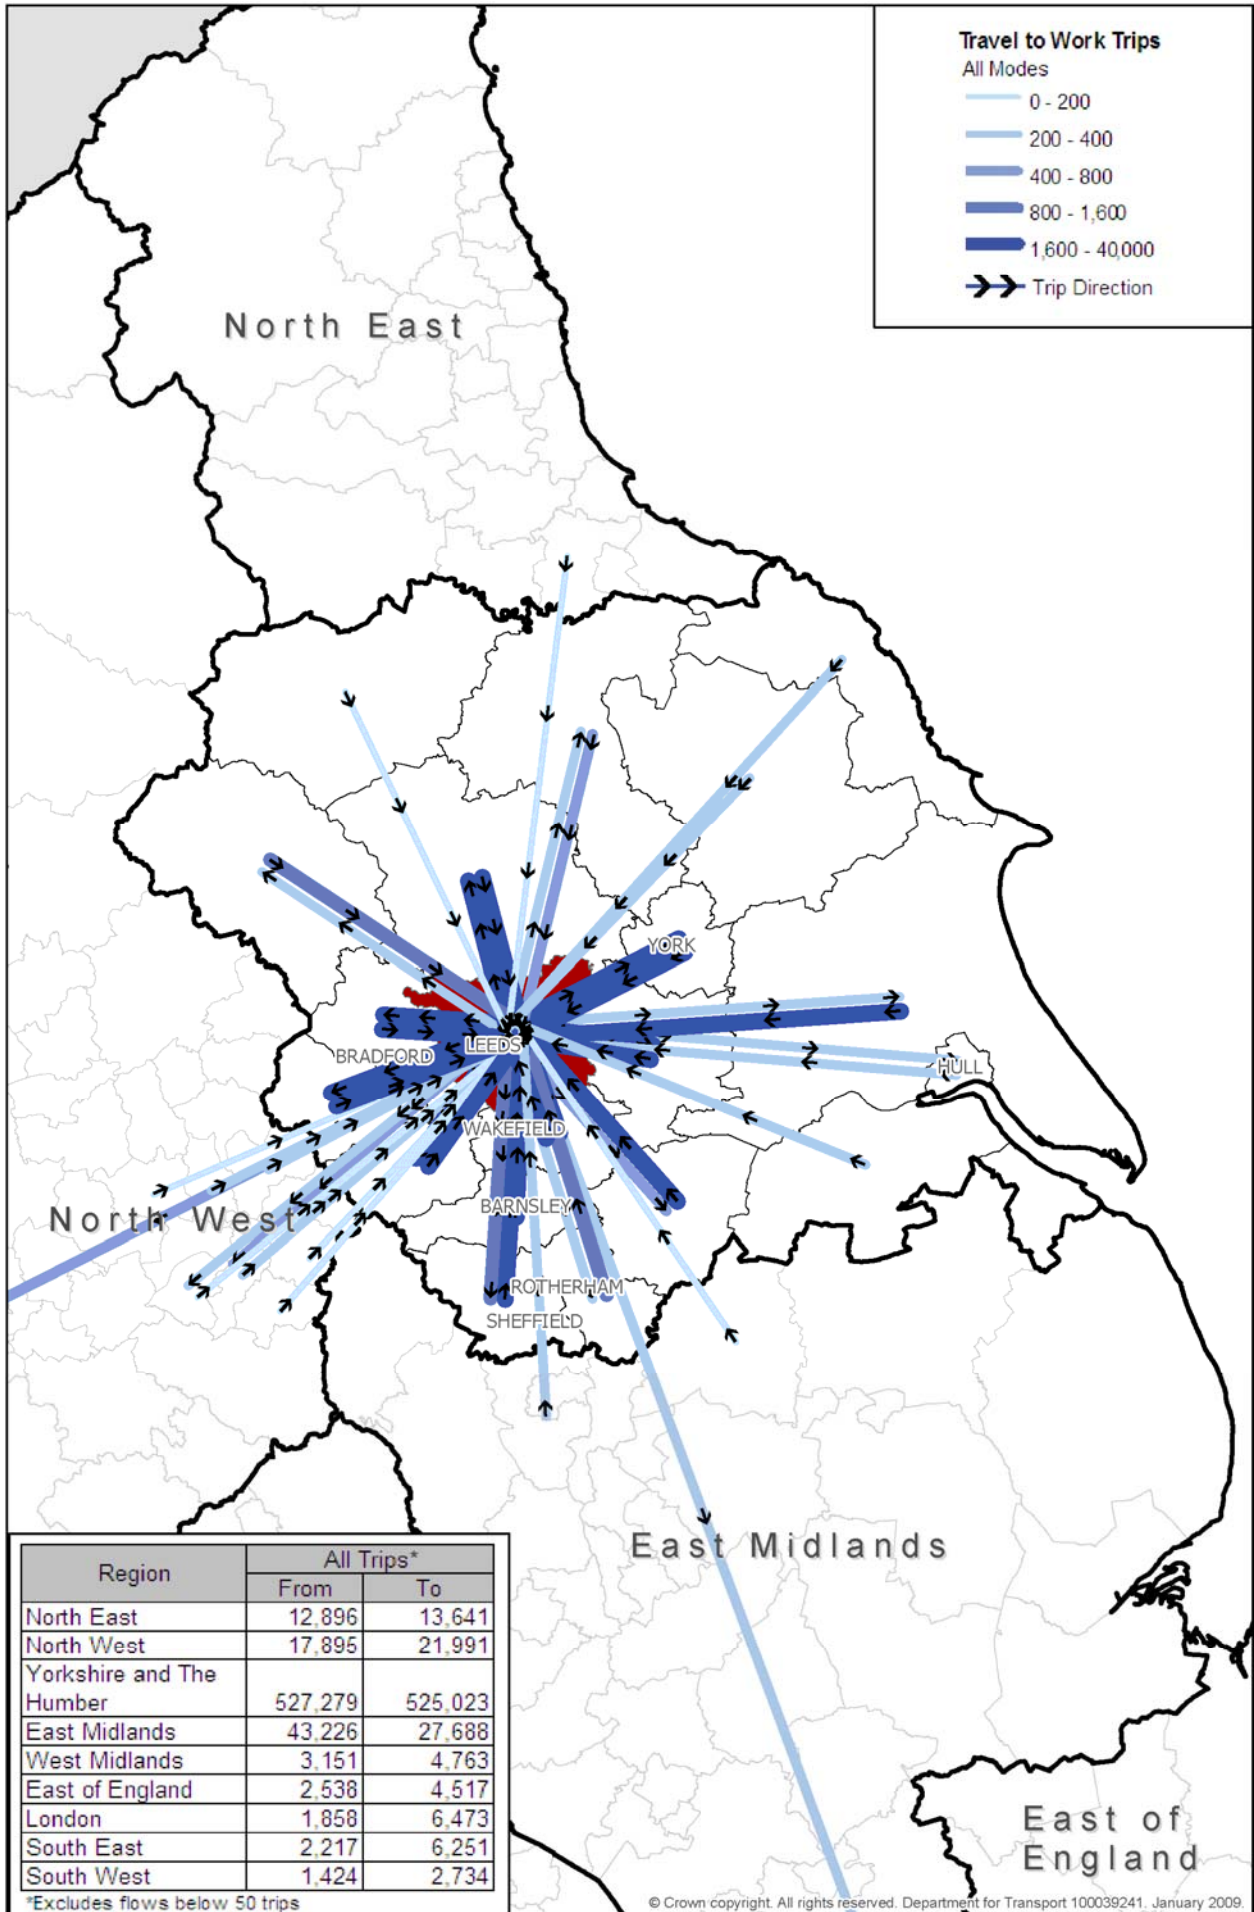 Travel to Work Trips
All Modes
0 - 200
200 - 400
400 - 800
800 - 1,600
1,600 - 40,000
Trip Direction
North East
YORK
LEEDS
BRADFORD
HULL
WAKEFIELD
North West
BARNSLEY
ROTHERHAM
SHEFFIELD
East Midlands
East of
England
Region All Trips*
From To
North East 12,896 13,641
North West 17,895 21,991
Yorkshire and The
Humber 527,279 525,023
East Midlands 43,226 27,688
West Midlands 3,151 4,763
East of England 2,538 4,517
London 1,858 6,473
South East 2,217 6,251
South West 1,424 2,734
*Excludes flows below 50 trips
© Crown copyright. All rights reserved. Department for Transport 100039241. January 2009.